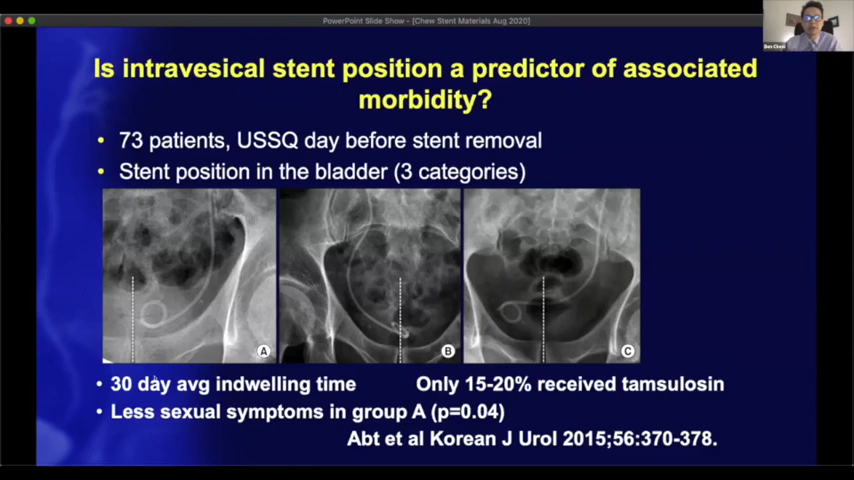 PowerPoint Slide Show - [Chew Stent Materials Aug 2020]
Ben Chew
Is intravesical stent position a predictor of associated
morbidity?
• 73 patients, USSQ day before stent removal
• Stent position in the bladder (3 categories)
A B C
• 30 day avg indwelling time Only 15-20% received tamsulosin
• Less sexual symptoms in group A (p=0.04)
Abt et al Korean J Urol 2015;56:370-378.